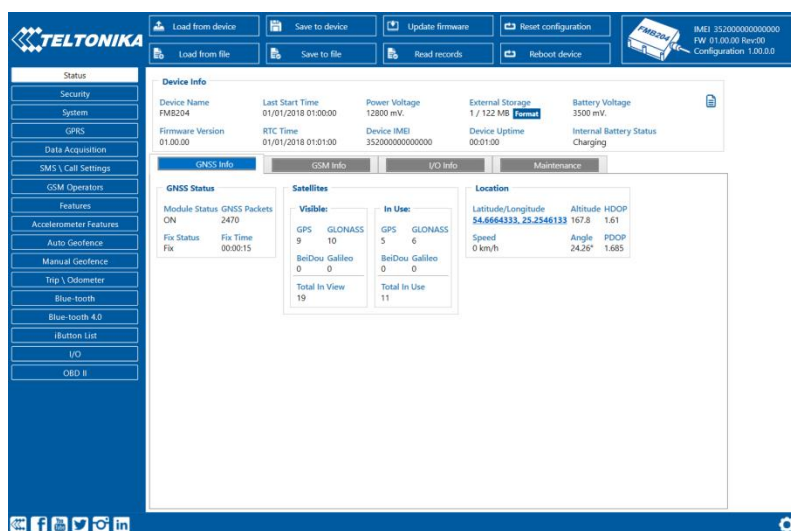 TELTONIKA
Load from device
Save to device
Update firmware
Reset configuration
Load from file
Save to file
Read records
Reboot device
FMB204
IMEI 352000000000000
FW 01.00.00 Rev:00
Configuration 1.00.0.0
Status
Security
System
GPRS
Data Acquisition
SMS \ Call Settings
GSM Operators
Features
Accelerometer Features
Auto Geofence
Manual Geofence
Trip \ Odometer
Blue-tooth
Blue-tooth 4.0
iButton List
I/O
OBD II
Device Info
Device Name Last Start Time Power Voltage External Storage Battery Voltage
FMB204 01/01/2018 01:00:00 12800 mV. 1 / 122 MB Format 3500 mV.
Firmware Version RTC Time Device IMEI Device Uptime Internal Battery Status
01.00.00 01/01/2018 01:01:00 352000000000000 00:01:00 Charging
GNSS Info GSM Info I/O Info Maintenance
GNSS Status
Module Status GNSS Packets
ON 2470
Fix Status Fix Time
Fix 00:00:15
Satellites
Visible:
GPS GLONASS
9 10
BeiDou Galileo
0 0
Total In View
19
In Use:
GPS GLONASS
5 6
BeiDou Galileo
0 0
Total In Use
11
Location
Latitude/Longitude Altitude HDOP
54.6664333, 25.2546133 167.8 1.61
Speed Angle PDOP
0 km/h 24.26° 1.685